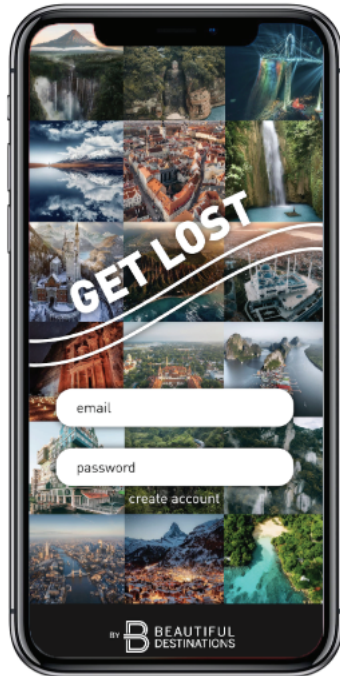 GET LOST
email
password
create account
BY B BEAUTIFUL
DESTINATIONS